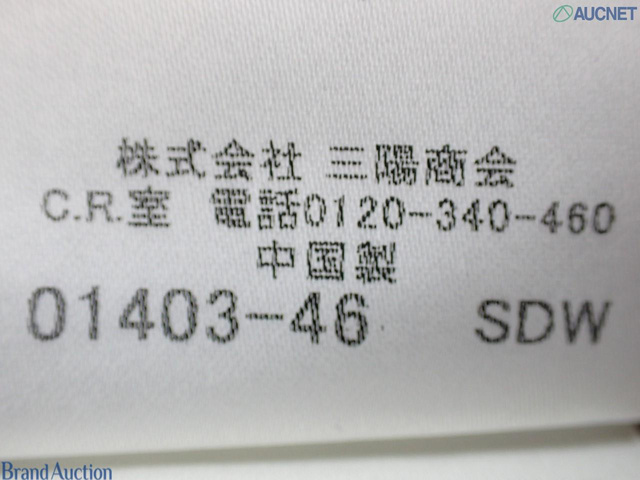 AUCNET
株式会社 三陽商会
C.R.室 電話0120-340-460
中国製
01403-46 SDW
Brand Auction